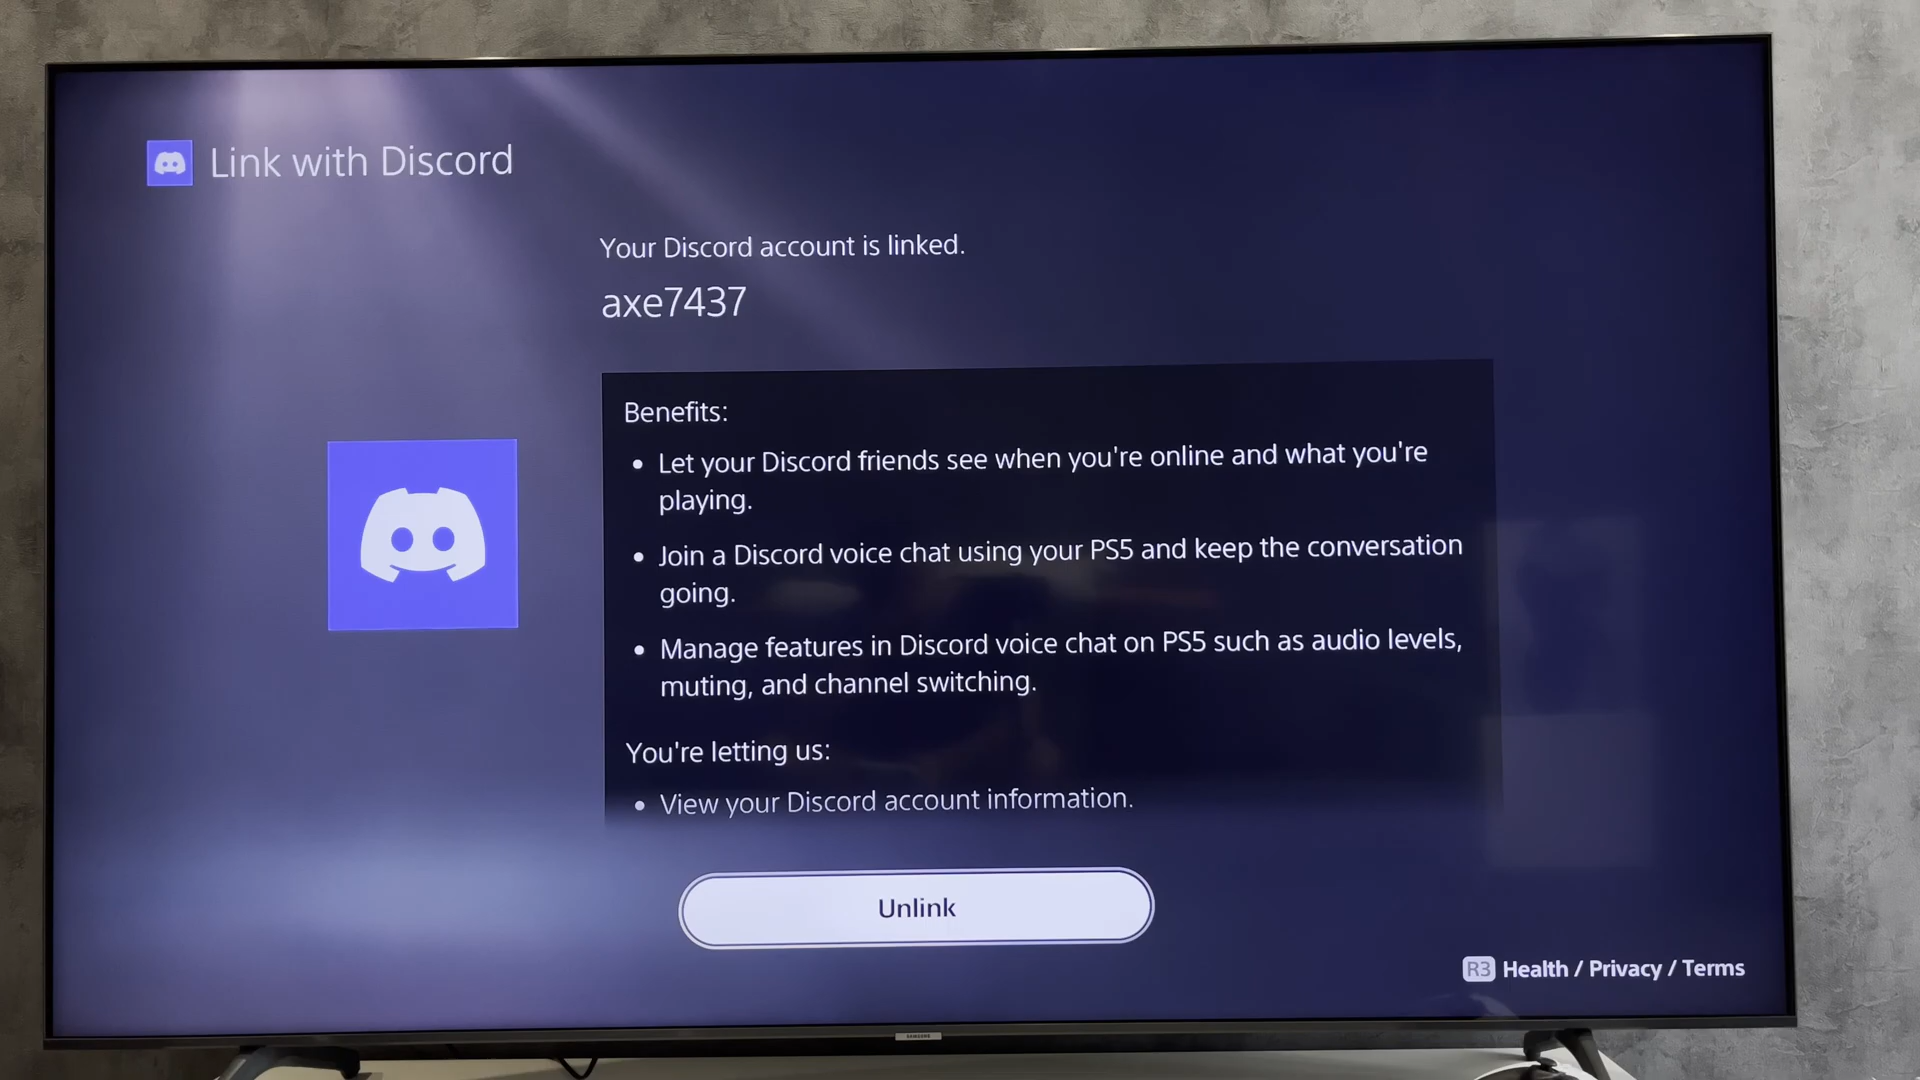 Link with Discord
Your Discord account is linked.
axe7437
Benefits:
• Let your Discord friends see when you're online and what you're
playing.
• Join a Discord voice chat using your PS5 and keep the conversation
going.
• Manage features in Discord voice chat on PS5 such as audio levels,
muting, and channel switching.
You're letting us:
• View your Discord account information.
Unlink
R3 Health / Privacy / Terms
SAMSUNG